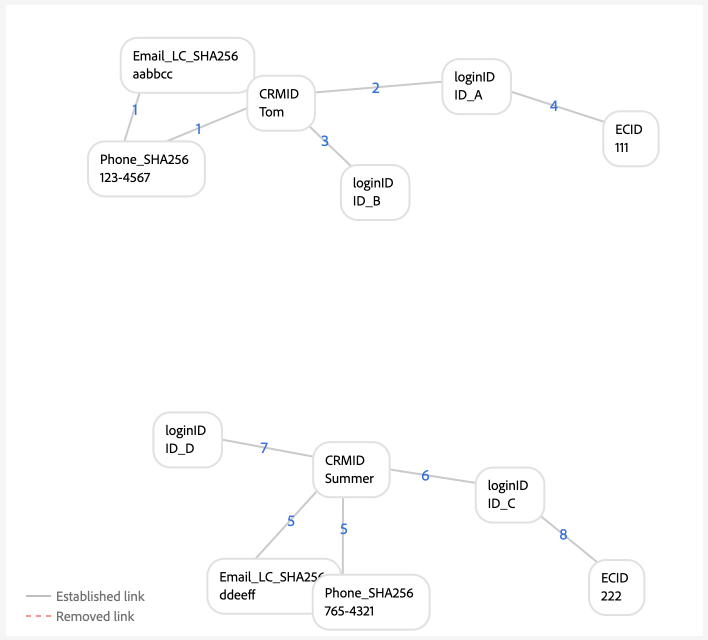 Email_LC_SHA256
aabbcc
CRMID
Tom
loginID
ID_A
ECID
111
Phone_SHA256
123-4567
loginID
ID_B
1
1
2
3
4
loginID
ID_D
CRMID
Summer
loginID
ID_C
ECID
222
Email_LC_SHA256
ddeeff
Phone_SHA256
765-4321
7
6
5
5
8
Established link
Removed link